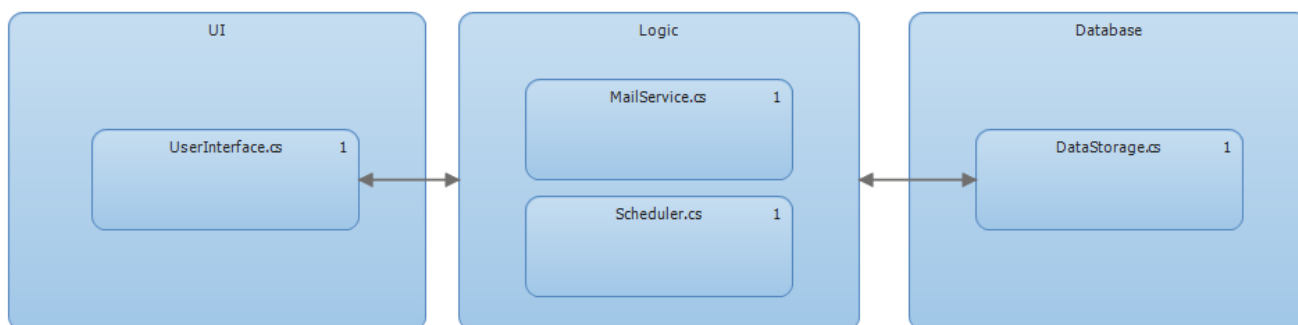 UI
UserInterface.cs 1
Logic
MailService.cs 1
Scheduler.cs 1
Database
DataStorage.cs 1